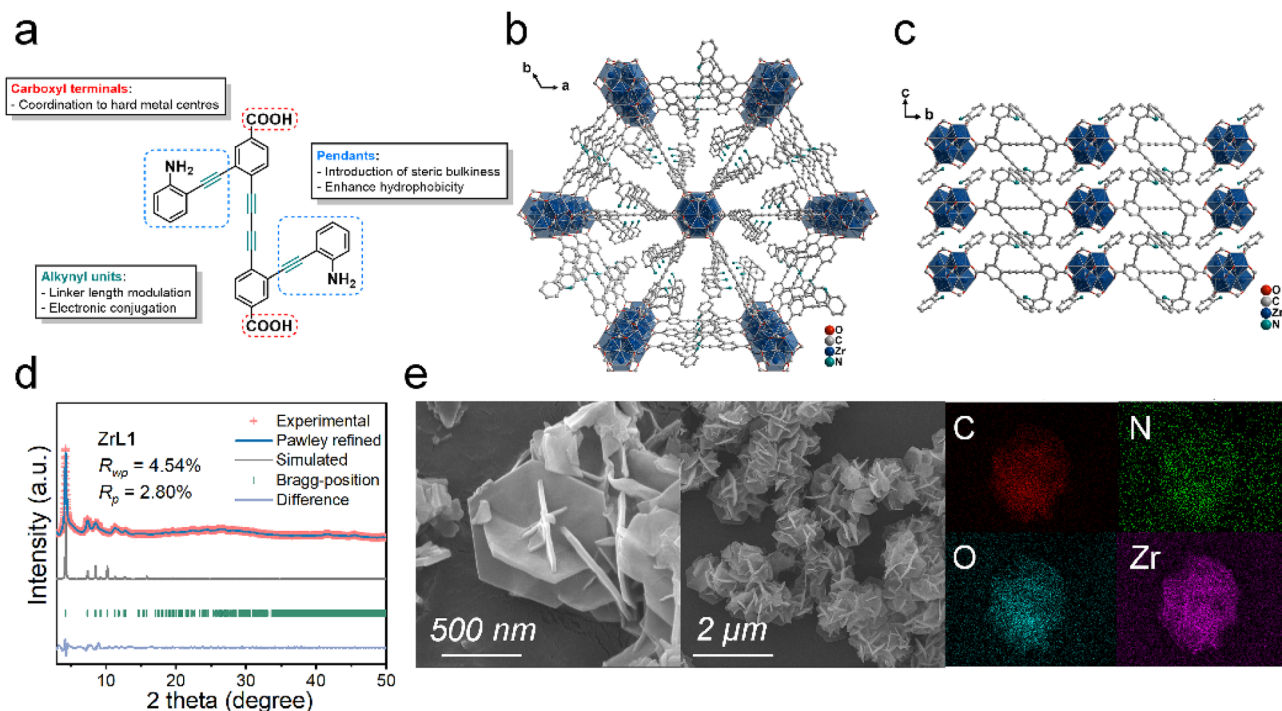 a
Carboxyl terminals:
- Coordination to hard metal centres
COOH
NH2
Pendants:
- Introduction of steric bulkiness
- Enhance hydrophobicity
Alkynyl units:
- Linker length modulation
- Electronic conjugation
NH2
COOH
b
b
a
O
C
Zr
N
c
c
b
O
C
Zr
N
d
Intensity (a.u.)
ZrL1
Rwp = 4.54%
Rp = 2.80%
Experimental
Pawley refined
Simulated
Bragg-position
Difference
10 20 30 40 50
2 theta (degree)
e
500 nm
2 μm
C
N
O
Zr